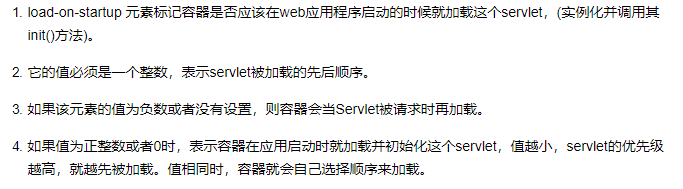 1. load-on-startup 元素标记容器是否应该在web应用程序启动的时候就加载这个servlet，(实例化并调用其
init()方法)。
2. 它的值必须是一个整数，表示servlet被加载的先后顺序。
3. 如果该元素的值为负数或者没有设置，则容器会当Servlet被请求时再加载。
4. 如果值为正整数或者0时，表示容器在应用启动时就加载并初始化这个servlet，值越小，servlet的优先级
越高，就越先被加载。值相同时，容器就会自己选择顺序来加载。